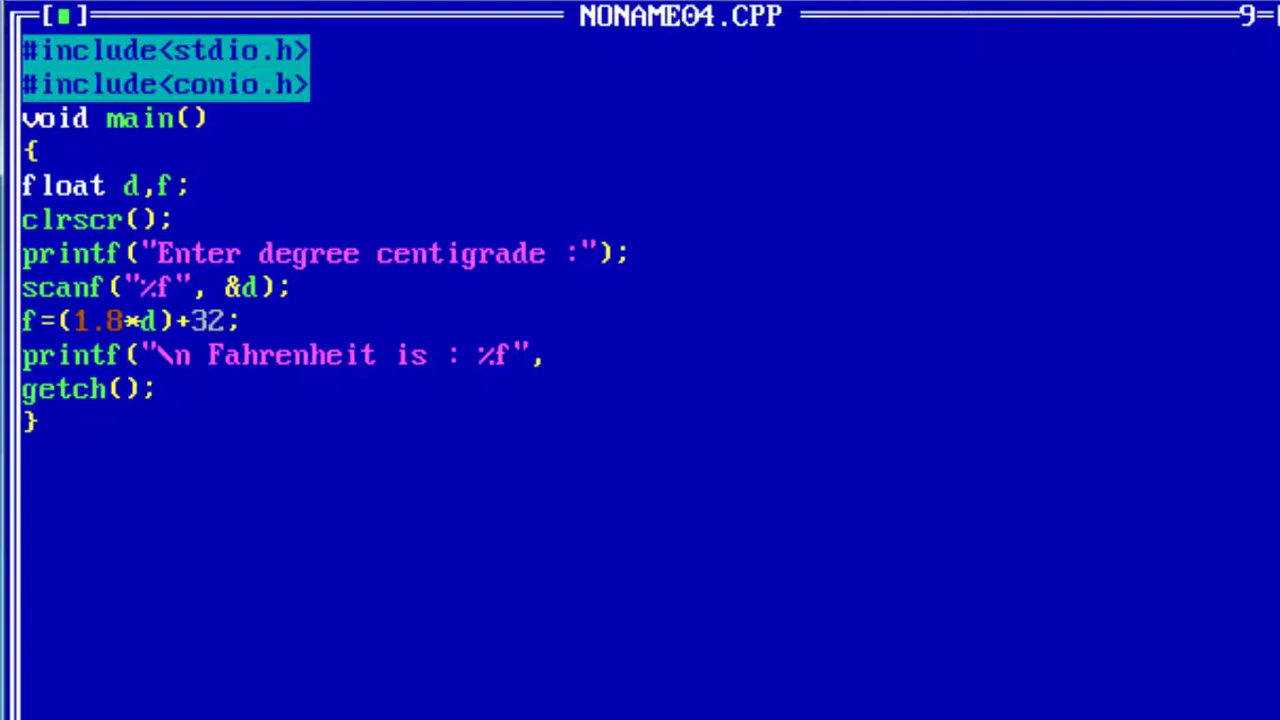 [■] NONAME04.CPP 9=
#include<stdio.h>
#include<conio.h>
void main()
{
float d,f;
clrscr();
printf("Enter degree centigrade :");
scanf("%f", &d);
f=(1.8*d)+32;
printf("\n Fahrenheit is : %f",
getch();
}